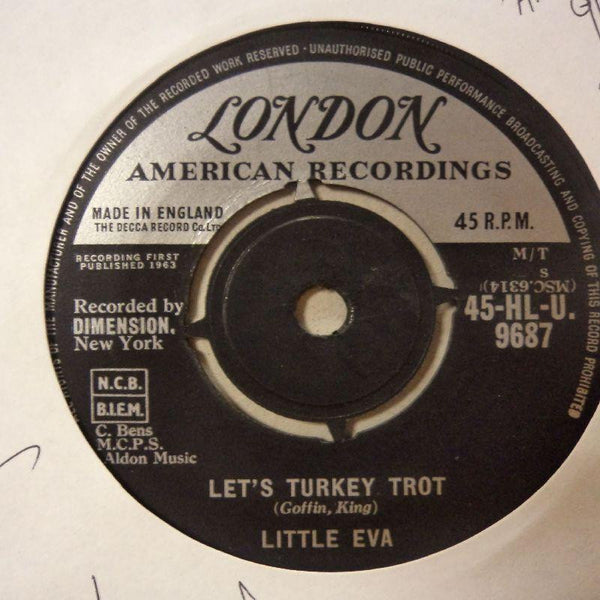 AND OF THE MANUFACTURER AND OF THE OWNER OF THE RECORDED WORK RESERVED · UNAUTHORISED PUBLIC PERFORMANCE BROADCASTING AND COPYING OF THIS RECORD PROHIBITED
LONDON
AMERICAN RECORDINGS
MADE IN ENGLAND
THE DECCA RECORD Co. LTD
45 R.P.M.
RECORDING FIRST
PUBLISHED 1963
M/T
S
(MSC.6314)
Recorded by
DIMENSION.
New York
45-HL-U.
9687
N.C.B.
B.I.E.M.
C. Bens
M.C.P.S.
Aldon Music
LET'S TURKEY TROT
(Goffin, King)
LITTLE EVA